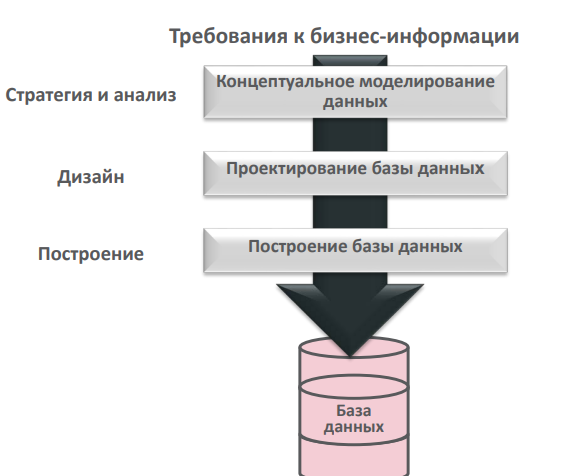 Требования к бизнес-информации
Стратегия и анализ
Концептуальное моделирование
данных
Дизайн
Проектирование базы данных
Построение
Построение базы данных
База
данных